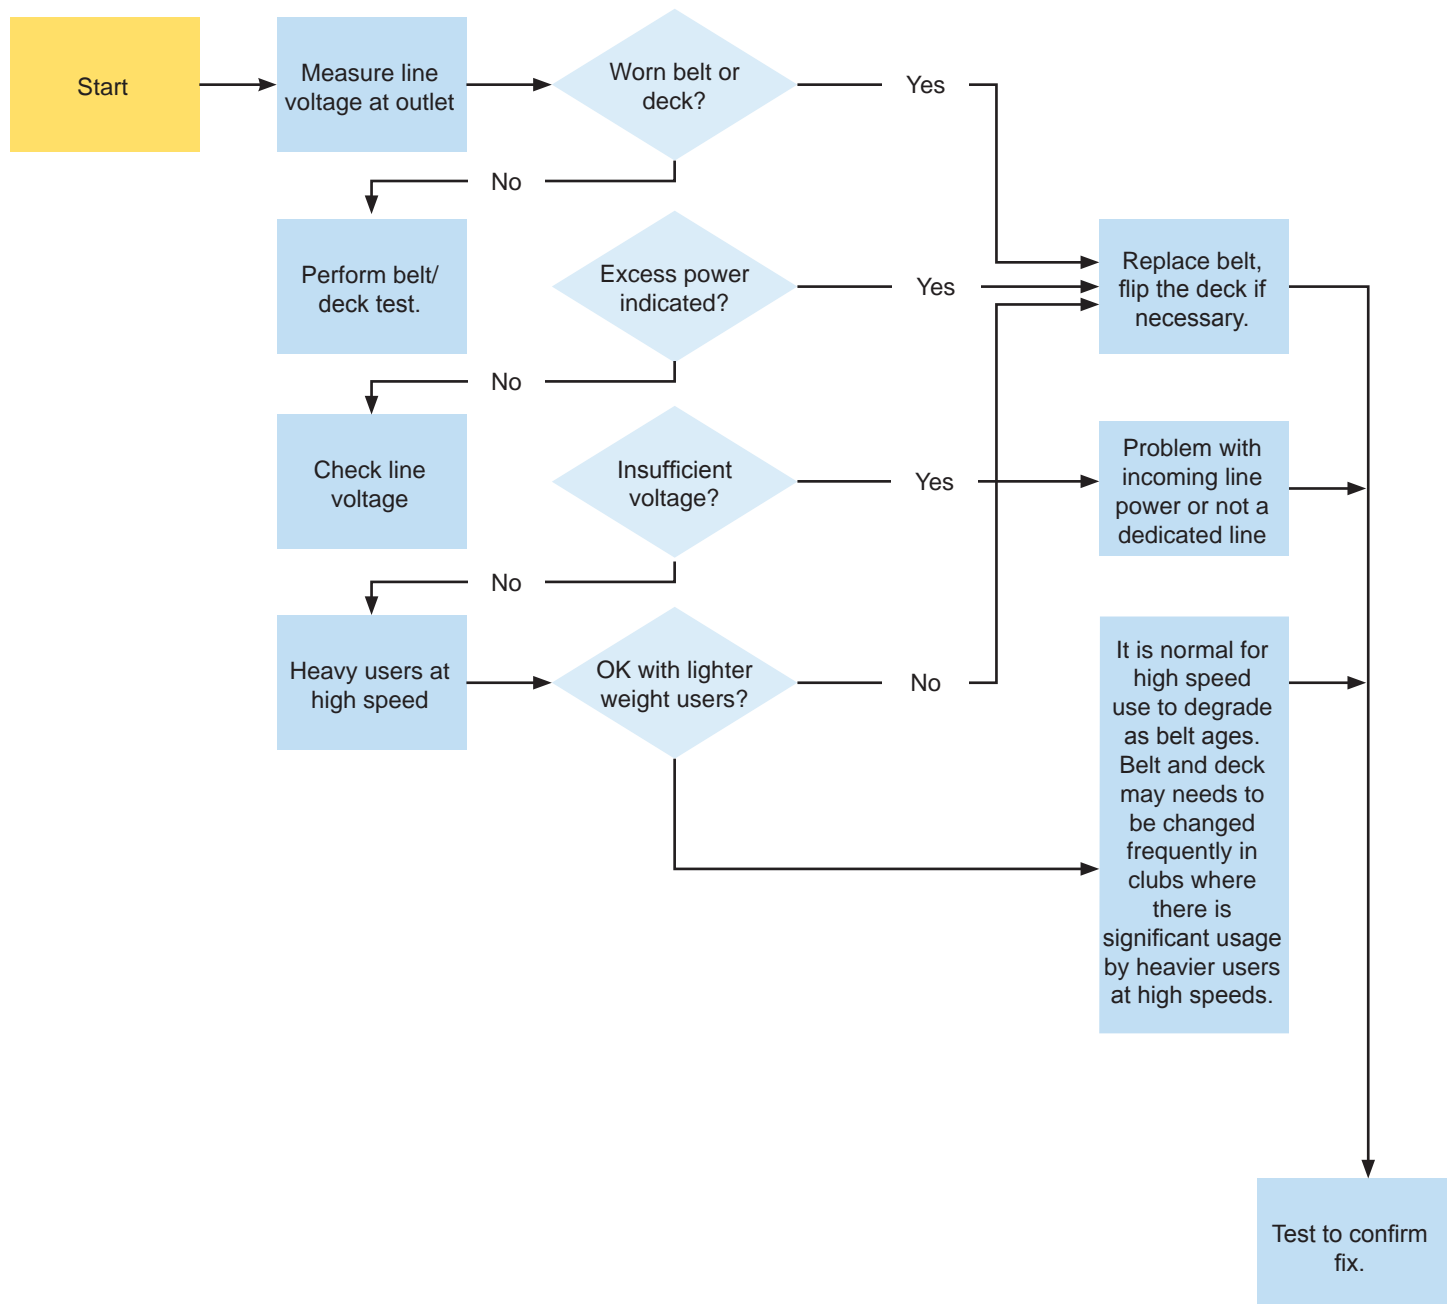 Start
Measure line
voltage at outlet
Worn belt or
deck?
Yes
No
Perform belt/
deck test.
Excess power
indicated?
Yes
Replace belt,
flip the deck if
necessary.
No
Check line
voltage
Insufficient
voltage?
Yes
Problem with
incoming line
power or not a
dedicated line
No
Heavy users at
high speed
OK with lighter
weight users?
No
It is normal for
high speed
use to degrade
as belt ages.
Belt and deck
may needs to
be changed
frequently in
clubs where
there is
significant usage
by heavier users
at high speeds.
Test to confirm
fix.